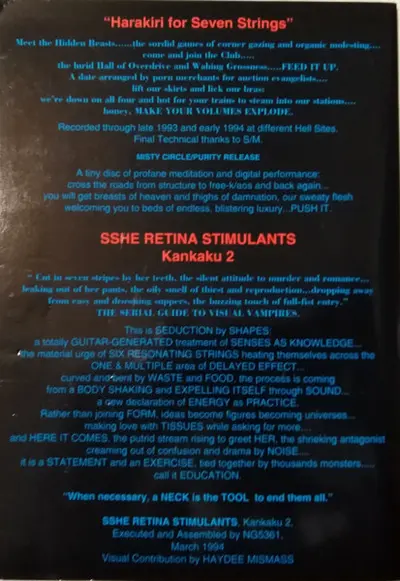 "Harakiri for Seven Strings"
Meet the Hidden Beasts......the sordid games of corner gazing and organic molesting....
come and join the Club.....
the lurid Hall of Overdrive and Wahing Grossness.....FEED IT UP.
A date arranged by porn merchants for auction evangelists....
lift our skirts and lick our bras:
we're down on all four and hot for your trains to steam into our stations....
honey, MAKE YOUR VOLUMES EXPLODE.
Recorded through late 1993 and early 1994 at different Hell Sites.
Final Technical thanks to S/M.
MISTY CIRCLE/PURITY RELEASE
A tiny disc of profane meditation and digital performance:
cross the roads from structure to free-k/aos and back again...
you will get breasts of heaven and thighs of damnation, our sweaty flesh
welcoming you to beds of endless, blistering luxury...PUSH IT.
SSHE RETINA STIMULANTS
Kankaku 2
" Cut in seven stripes by her teeth, the silent attitude to murder and romance...
leaking out of her pants, the oily smell of thirst and reproduction...dropping away
from easy and drooning suppers, the buzzing touch of full-fist entry."
THE SERIAL GUIDE TO VISUAL VAMPIRES.
This is SEDUCTION by SHAPES:
a totally GUITAR-GENERATED treatment of SENSES AS KNOWLEDGE...
the material urge of SIX RESONATING STRINGS heating themselves across the
ONE & MULTIPLE area of DELAYED EFFECT...
curved and bent by WASTE and FOOD, the process is coming
from a BODY SHAKING and EXPELLING ITSELF through SOUND...
a new declaration of ENERGY as PRACTICE.
Rather than joining FORM, ideas become figures becoming universes...
making love with TISSUES while asking for more....
and HERE IT COMES, the putrid stream rising to greet HER, the shrieking antagonist
creaming out of confusion and drama by NOISE....
it is a STATEMENT and an EXERCISE, tied together by thousands monsters.....
call it EDUCATION.
"When necessary, a NECK is the TOOL to end them all."
SSHE RETINA STIMULANTS, Kankaku 2.
Executed and Assembled by NG5361.
March 1994
Visual Contribution by HAYDEE MISMASS